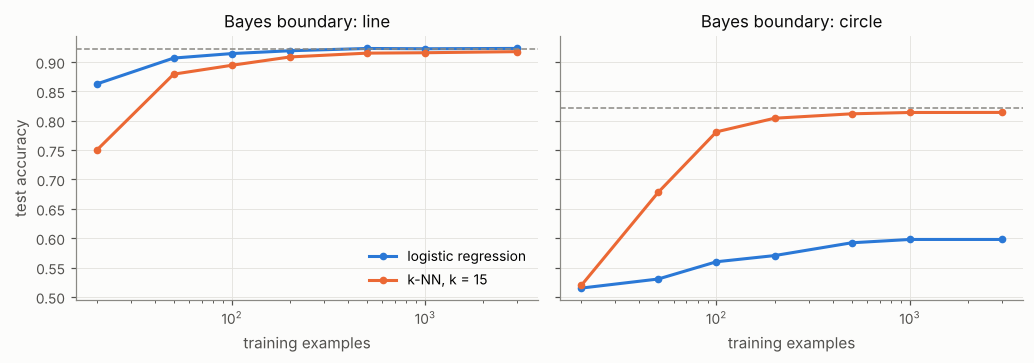 Bayes boundary: line
Bayes boundary: circle
test accuracy
0.90
0.85
0.80
0.75
0.70
0.65
0.60
0.55
0.50
logistic regression
k-NN, k = 15
10²
10³
10²
10³
training examples
training examples